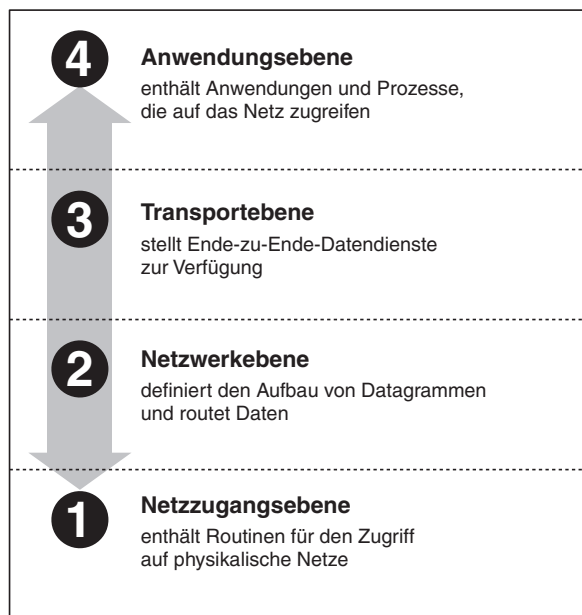 4
Anwendungsebene
enthält Anwendungen und Prozesse,
die auf das Netz zugreifen
3
Transportebene
stellt Ende-zu-Ende-Datendienste
zur Verfügung
2
Netzwerkebene
definiert den Aufbau von Datagrammen
und routet Daten
1
Netzzugangsebene
enthält Routinen für den Zugriff
auf physikalische Netze